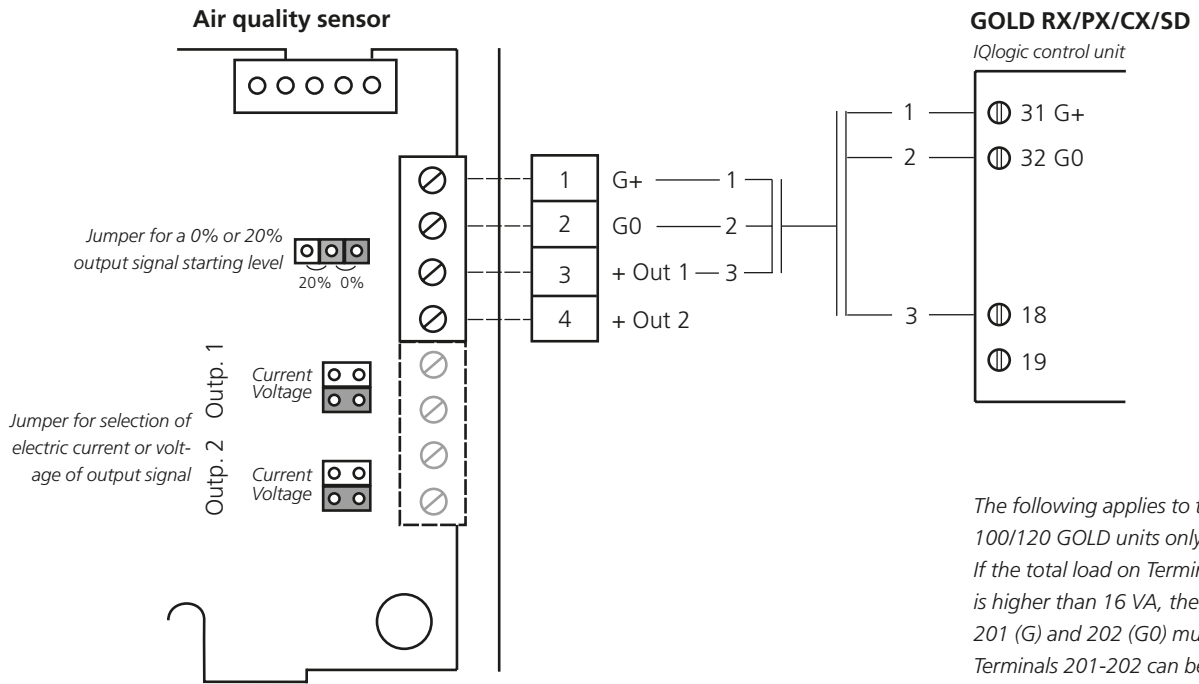 Air quality sensor
GOLD RX/PX/CX/SD
IQlogic control unit
1
31 G+
2
32 G0
1
G+
1
2
G0
2
3
+ Out 1
3
4
+ Out 2
3
18
19
Jumper for a 0% or 20%
output signal starting level
20% 0%
Outp. 1
Current
Voltage
Jumper for selection of
electric current or volt-
age of output signal
Outp. 2
Current
Voltage
The following applies to
100/120 GOLD units only
If the total load on
is higher than 16 VA, the
201 (G) and 202 (G0)
Terminals 201-202 can